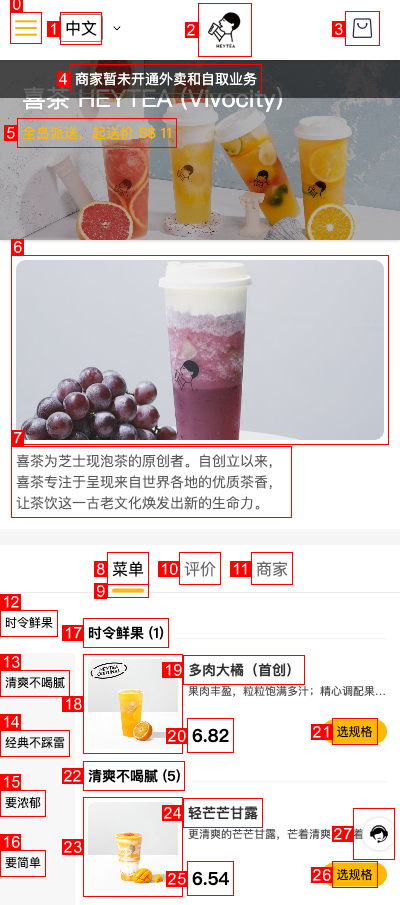 中文
HEYTEA
商家暂未开通外卖和自取业务
喜茶 HEYTEA (Vivocity)
全岛派送，起送价 S$ 11
喜茶为芝士现泡茶的原创者。自创立以来，
喜茶专注于呈现来自世界各地的优质茶香，
让茶饮这一古老文化焕发出新的生命力。
菜单
评价
商家
时令鲜果
清爽不喝腻
经典不踩雷
要浓郁
要简单
时令鲜果 (1)
多肉大橘（首创）
果肉丰盈，粒粒饱满多汁；精心调配果...
6.82
选规格
清爽不喝腻 (5)
轻芒芒甘露
更清爽的芒芒甘露，芒着清爽
着
6.54
选规格
0
1
2
3
4
5
6
7
8
9
10
11
12
13
14
15
16
17
18
19
20
21
22
23
24
25
26
27